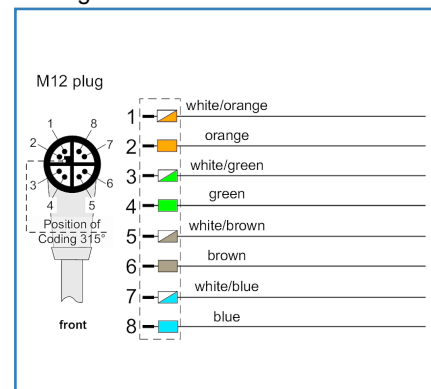 M12 plug
1 8
2 7
3 6
4 5
Position of
Coding 315°
front
1 white/orange
2 orange
3 white/green
4 green
5 white/brown
6 brown
7 white/blue
8 blue